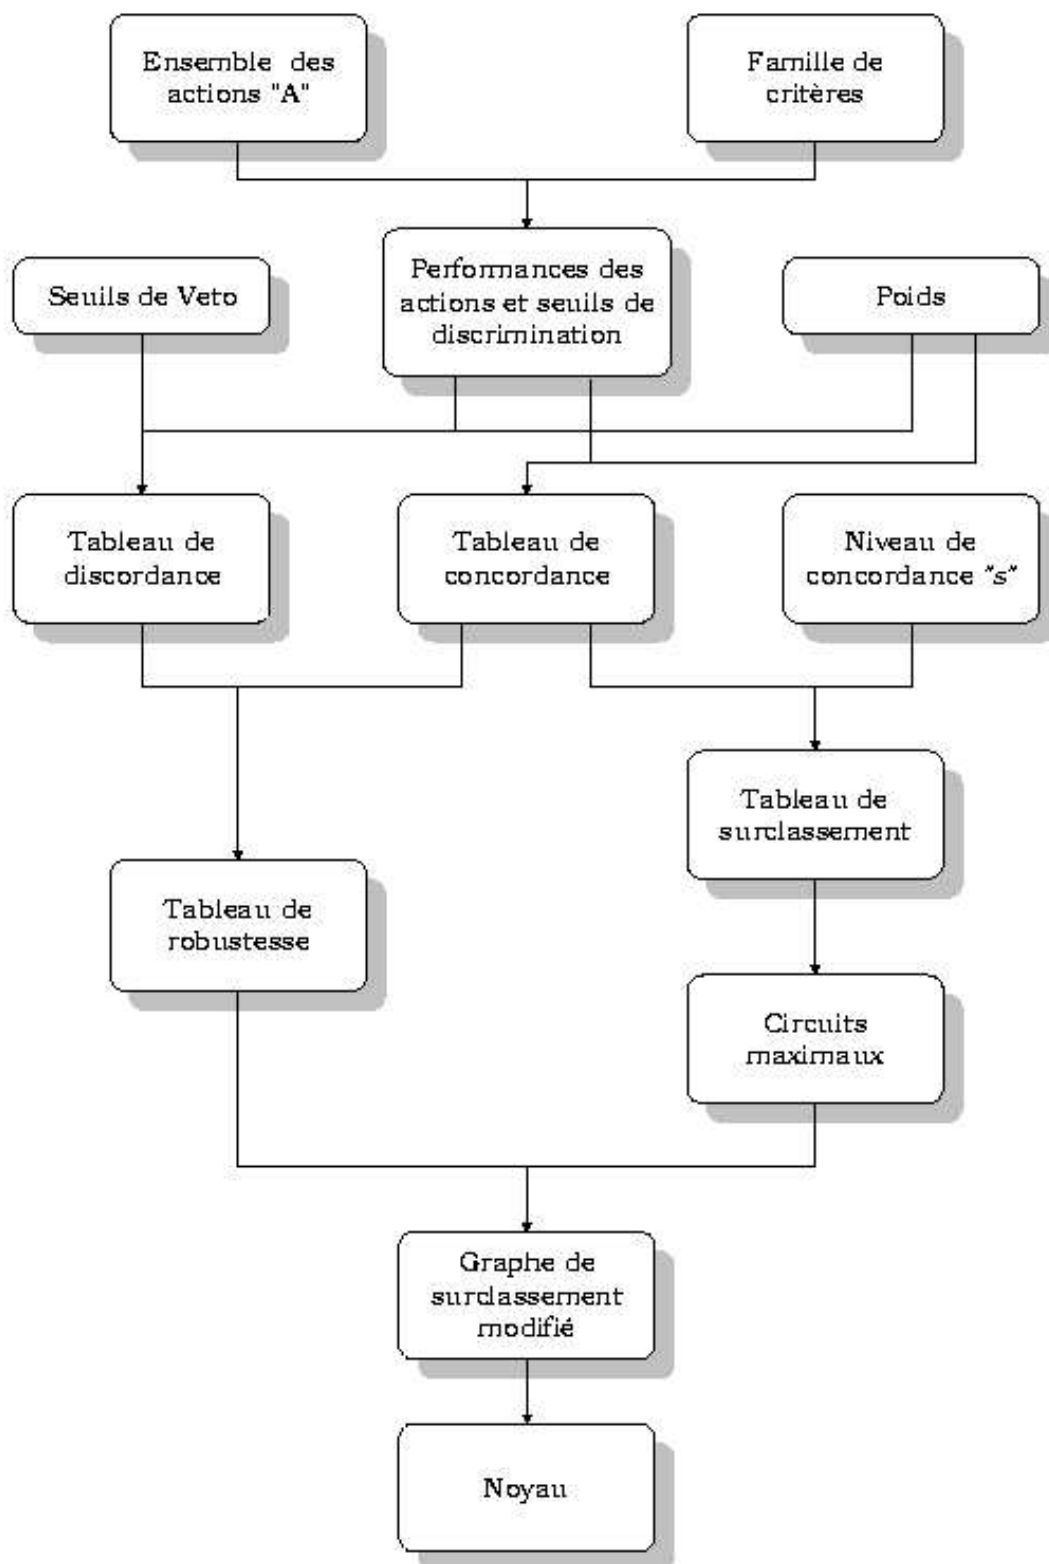 Ensemble des
actions "A"
Famille de
critères
Seuils de Veto
Performances des
actions et seuils de
discrimination
Poids
Tableau de
discordance
Tableau de
concordance
Niveau de
concordance "s"
Tableau de
surclassement
Tableau de
robustesse
Circuits
maximaux
Graphe de
surclassement
modifié
Noyau